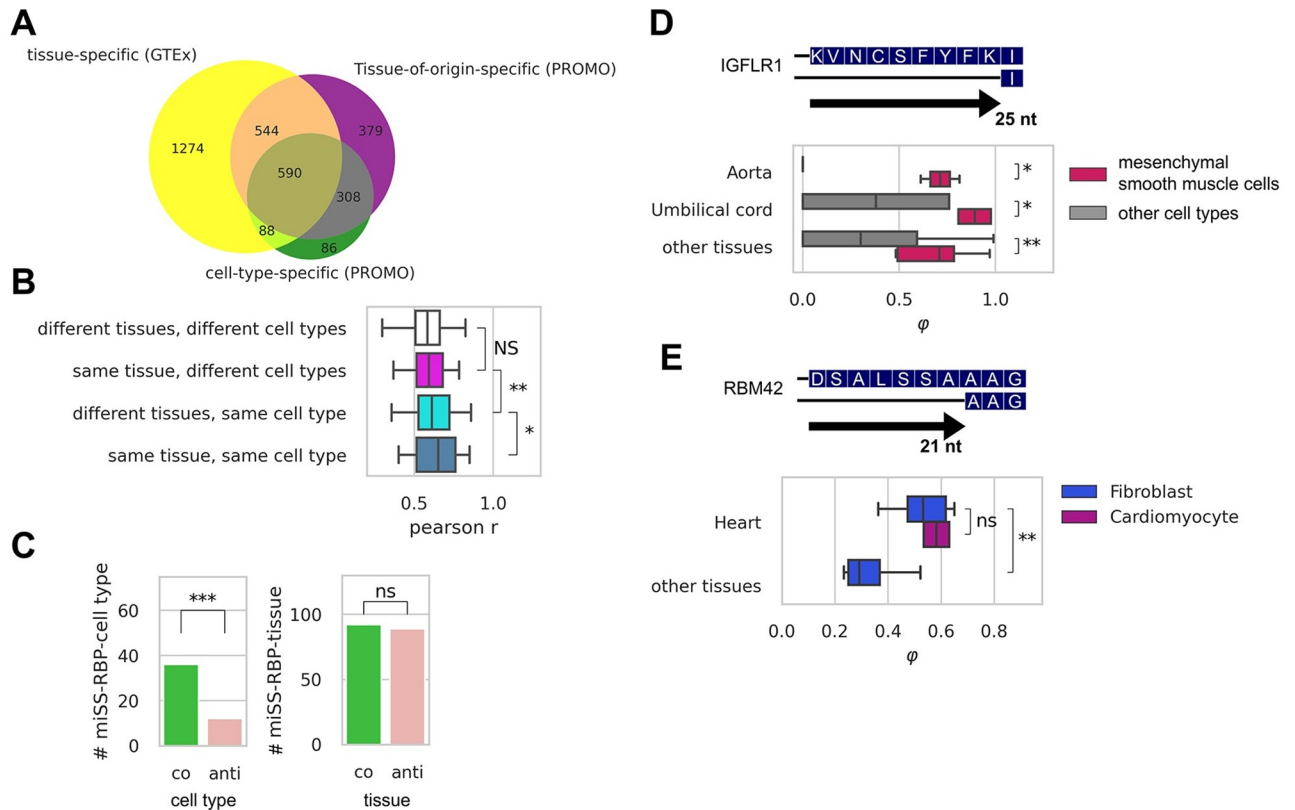 A
tissue-specific (GTEx)
Tissue-of-origin-specific (PROMO)
1274
544
379
590
308
88
86
cell-type-specific (PROMO)
B
different tissues, different cell types
same tissue, different cell types
different tissues, same cell type
same tissue, same cell type
NS
**
*
0.5
1.0
pearson r
C
# miSS-RBP-cell type
60
40
20
0
***
co
anti
cell type
# miSS-RBP-tissue
100
50
0
ns
co
anti
tissue
D
IGFLR1
K V N C S F Y F K I
I
25 nt
Aorta
Umbilical cord
other tissues
*
*
**
mesenchymal
smooth muscle cells
other cell types
0.0
0.5
1.0
φ
E
RBM42
D S A L S S A A A G
A A G
21 nt
Heart
other tissues
ns
**
Fibroblast
Cardiomyocyte
0.0
0.2
0.4
0.6
0.8
φ